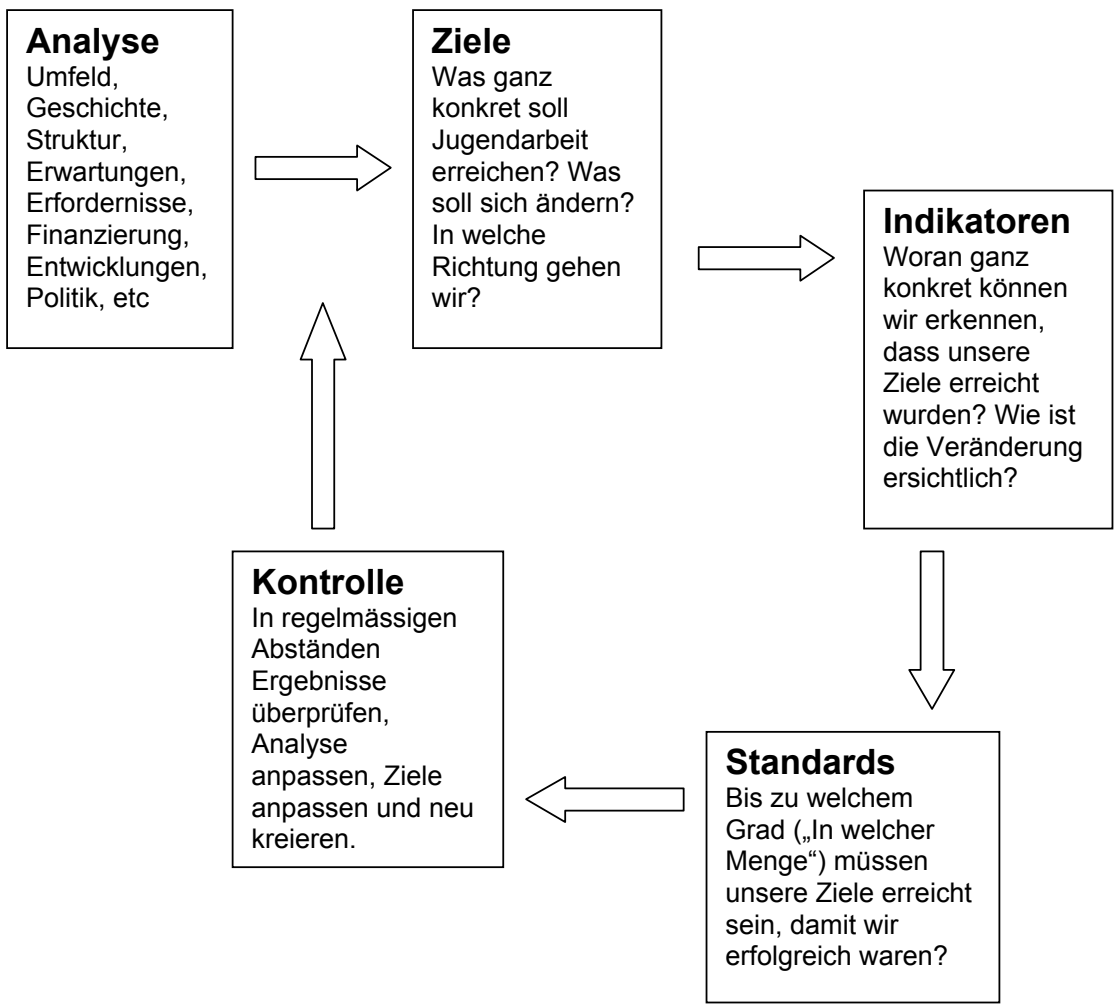 Analyse
Umfeld,
Geschichte,
Struktur,
Erwartungen,
Erfordernisse,
Finanzierung,
Entwicklungen,
Politik, etc
Ziele
Was ganz
konkret soll
Jugendarbeit
erreichen? Was
soll sich ändern?
In welche
Richtung gehen
wir?
Indikatoren
Woran ganz
konkret können
wir erkennen,
dass unsere
Ziele erreicht
wurden? Wie ist
die Veränderung
ersichtlich?
Standards
Bis zu welchem
Grad („In welcher
Menge“) müssen
unsere Ziele erreicht
sein, damit wir
erfolgreich waren?
Kontrolle
In regelmässigen
Abständen
Ergebnisse
überprüfen,
Analyse
anpassen, Ziele
anpassen und neu
kreieren.